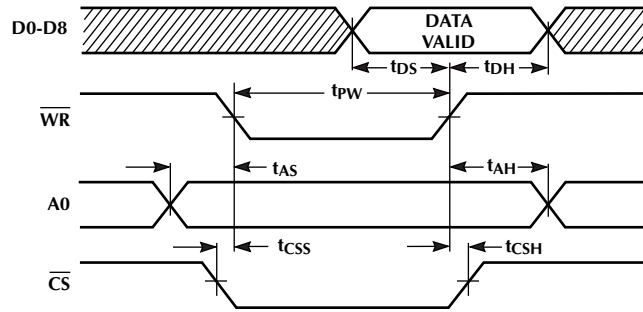 D0-D8
DATA
VALID
tDS
tDH
tPW
WR
tAS
tAH
A0
tCSS
tCSH
CS